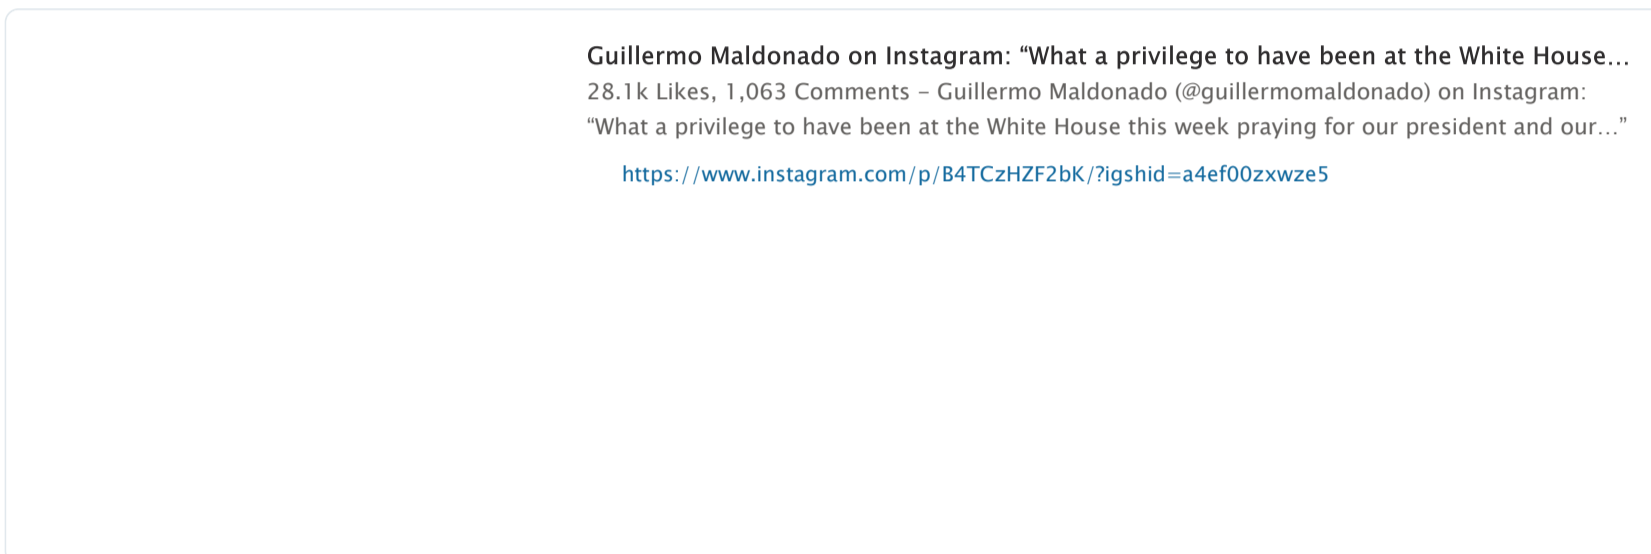 Guillermo Maldonado on Instagram: “What a privilege to have been at the White House...
28.1k Likes, 1,063 Comments – Guillermo Maldonado (@guillermomaldonado) on Instagram:
“What a privilege to have been at the White House this week praying for our president and our...”
https://www.instagram.com/p/B4TCzHZF2bK/?igshid=a4ef00zxwze5